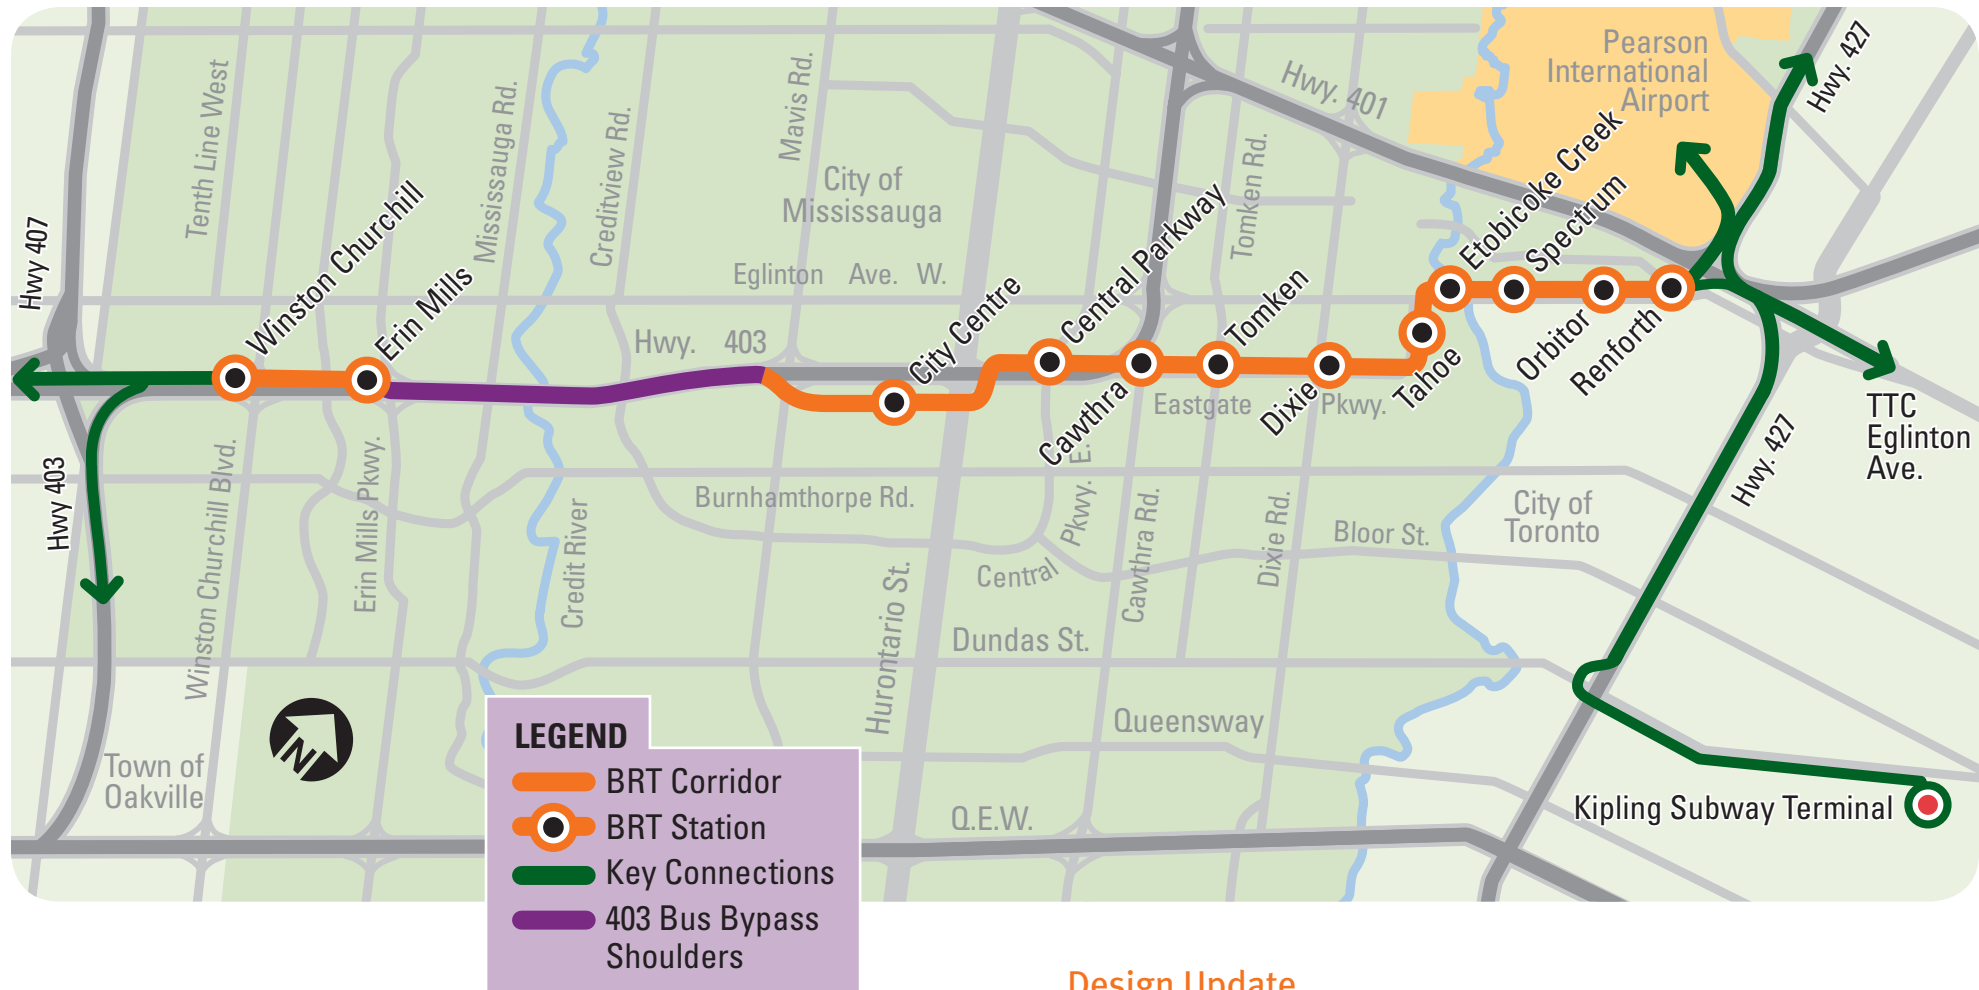 Pearson
International
Airport
Hwy. 427
Hwy. 401
Tenth Line West
Mississauga Rd.
Creditview Rd.
Mavis Rd.
City of
Mississauga
Tomken Rd.
Etobicoke Creek
Spectrum
Hwy 407
Winston Churchill
Erin Mills
Eglinton Ave. W.
Hwy. 403
City Centre
Central Parkway
Tomken
Cawthra
Eastgate Pkwy.
Dixie
Tahoe
Orbitor
Renforth
TTC
Eglinton
Ave.
Hwy 403
Winston Churchill Blvd.
Erin Mills Pkwy.
Credit River
Burnhamthorpe Rd.
Hurontario St.
Central Pkwy. E.
Cawthra Rd.
Dixie Rd.
Bloor St.
City of
Toronto
Hwy. 427
Dundas St.
Queensway
Q.E.W.
Town of
Oakville
N
Kipling Subway Terminal
LEGEND
BRT Corridor
BRT Station
Key Connections
403 Bus Bypass
Shoulders
Design Update